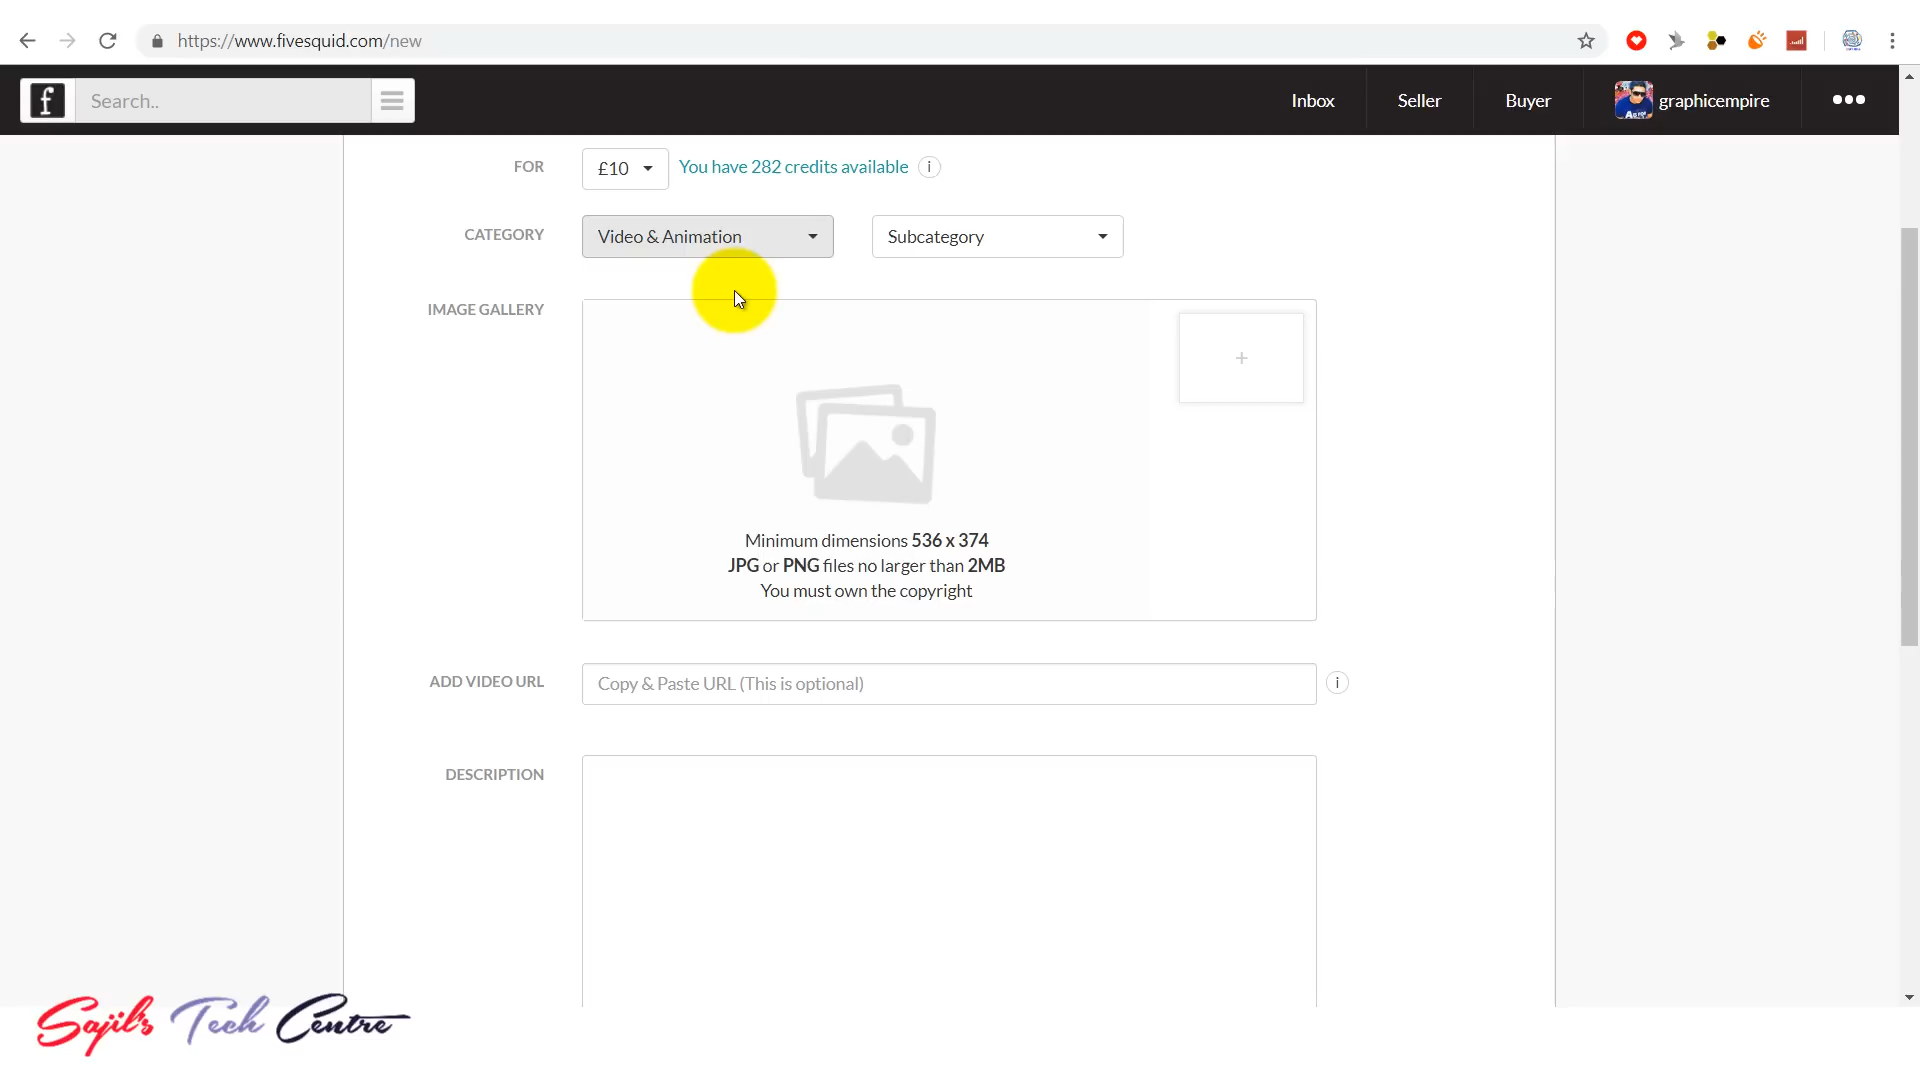 https://www.fivesquid.com/new
f
Search..
Inbox
Seller
Buyer
graphicempire
FOR
£10
You have 282 credits available
i
CATEGORY
Video & Animation
Subcategory
IMAGE GALLERY
+
Minimum dimensions 536 x 374
JPG or PNG files no larger than 2MB
You must own the copyright
ADD VIDEO URL
Copy & Paste URL (This is optional)
i
DESCRIPTION
Sajil's Tech Centre